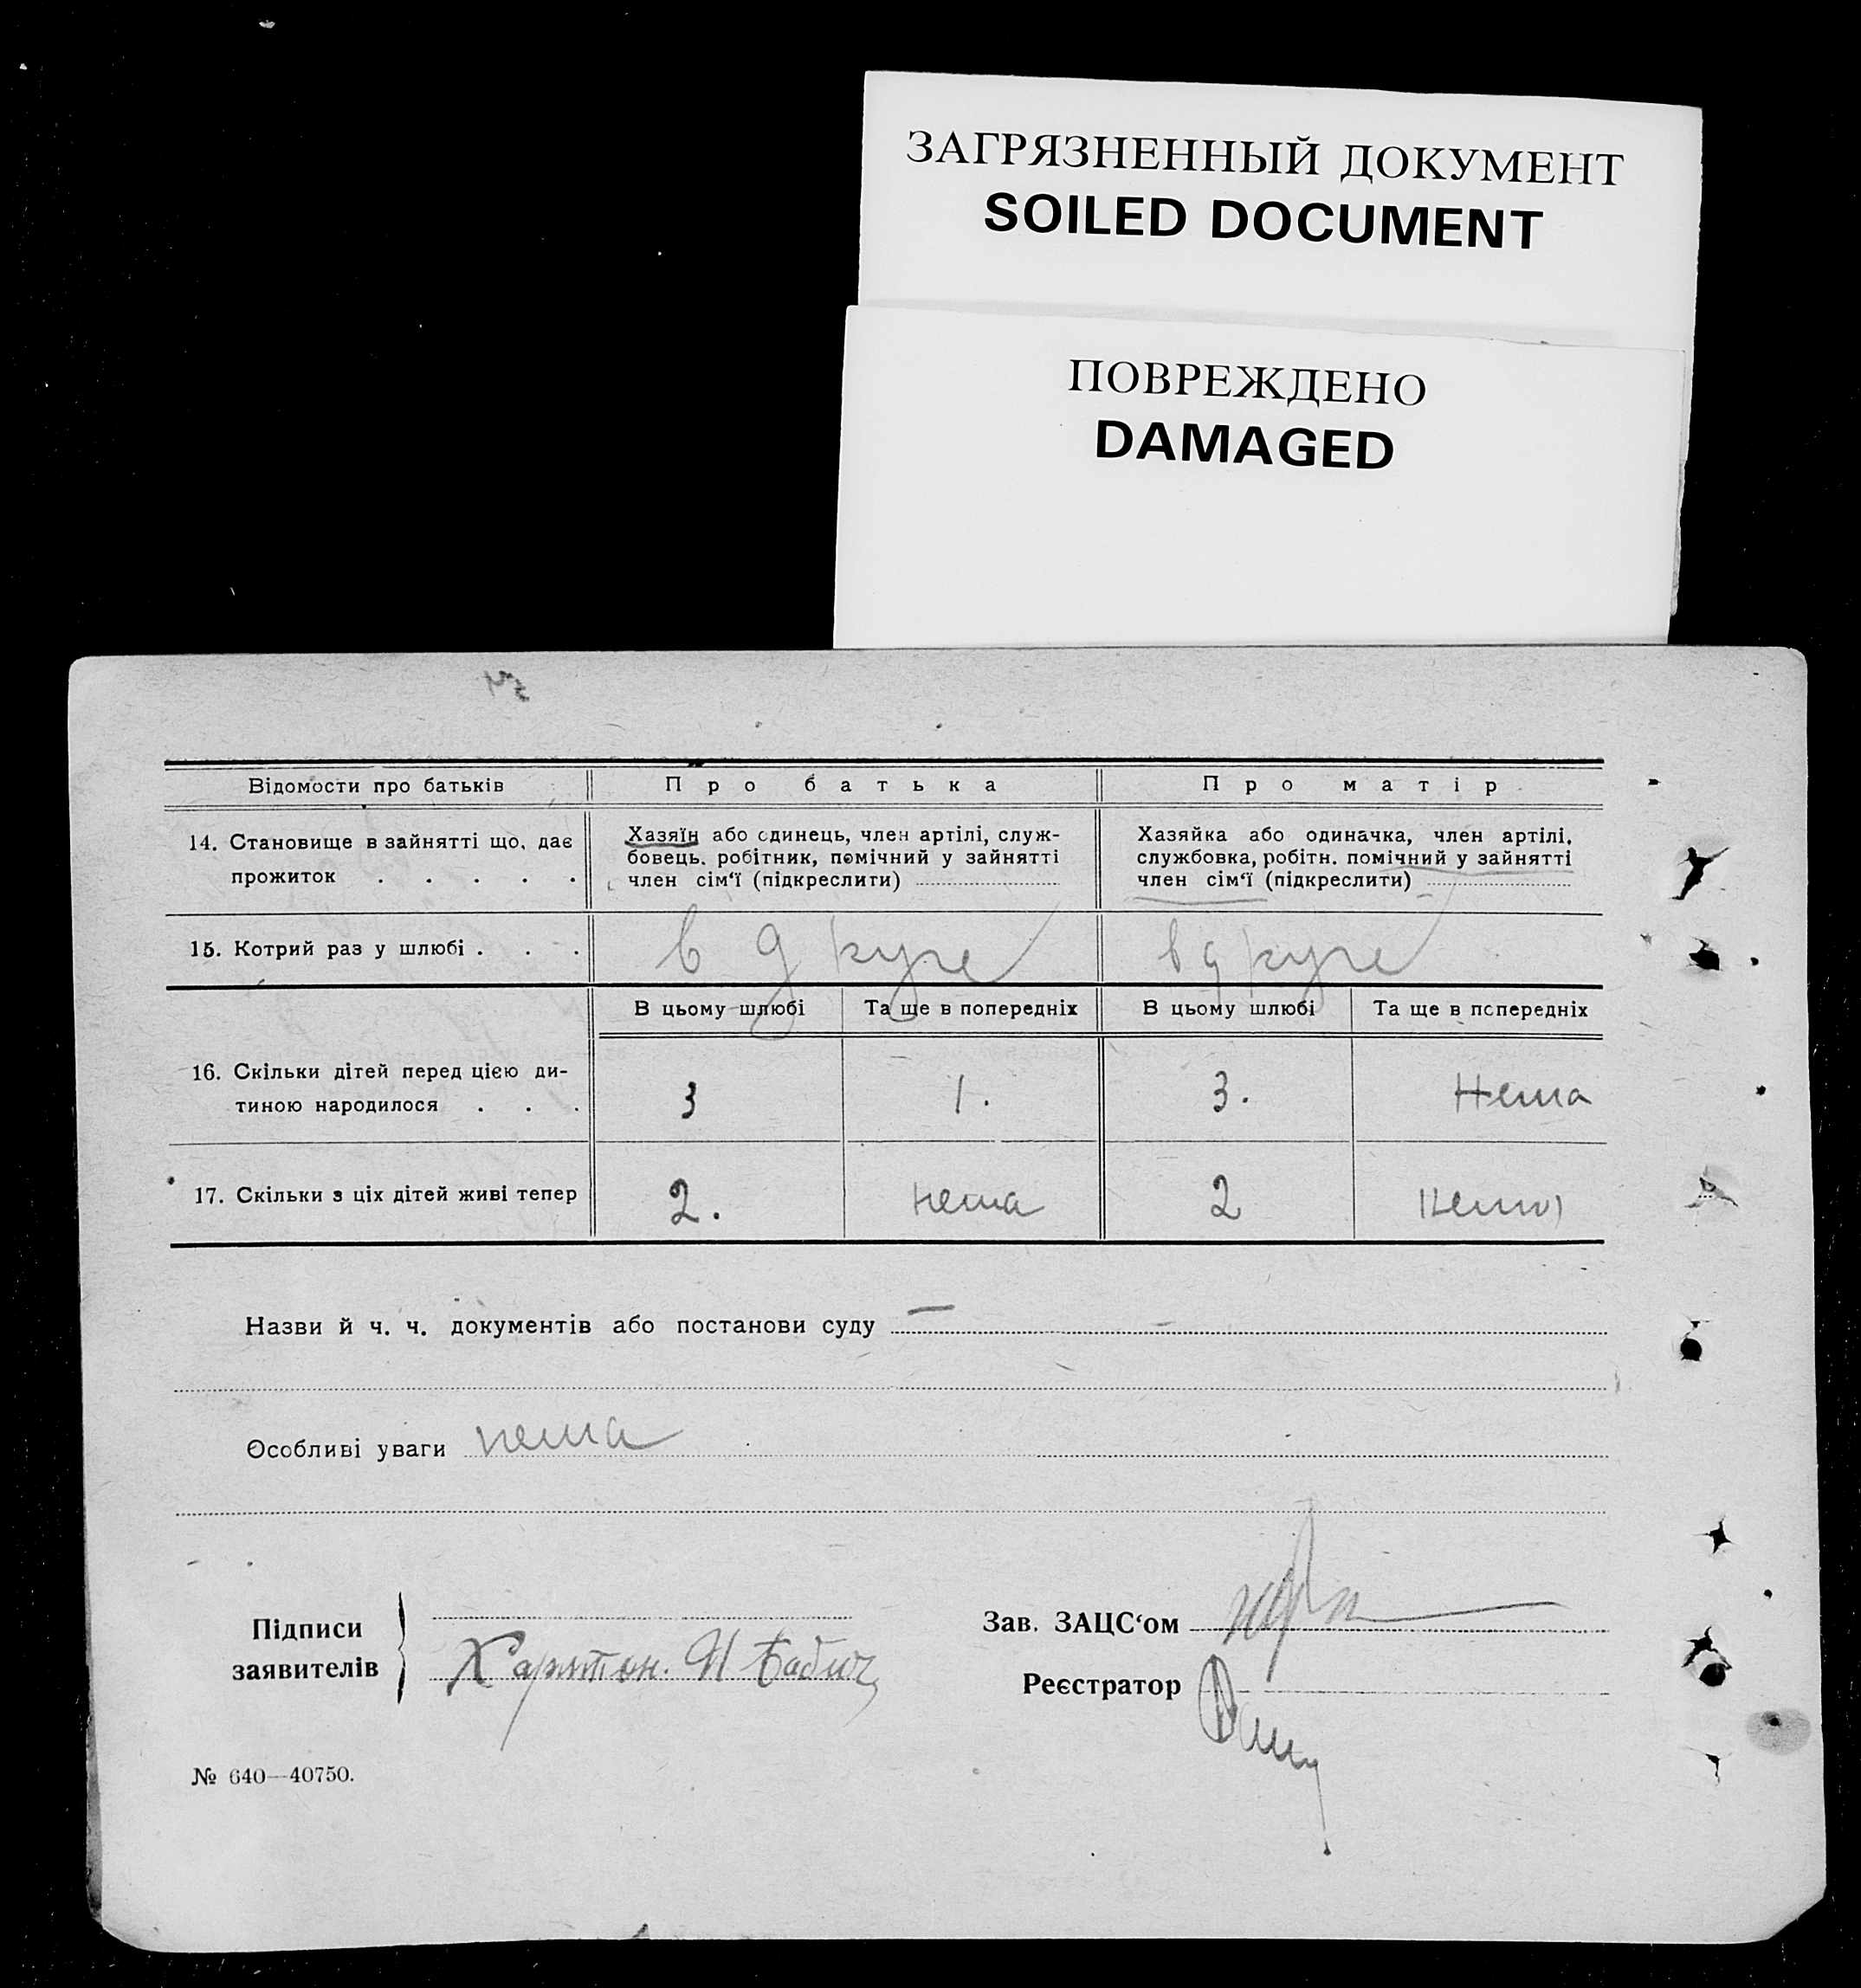 ЗАГРЯЗНЕННЫЙ ДОКУМЕНТ
SOILED DOCUMENT
ПОВРЕЖДЕНО
DAMAGED
Відомости про батьків Про батька Про матір
14. Становище в зайнятті що, дає прожиток . . . . .
Хазяїн або єдинець, член артілі, служ-
бовець. робітник, помічний у зайнятті
член сім‘ї (підкреслити)
Хазяйка або одиначка, член артілі,
службовка, робітн. помічний у зайнятті
член сім‘ї (підкреслити)
15. Котрий раз у шлюбі . . . в друге в друге
В цьому шлюбі Та ще в попередніх В цьому шлюбі Та ще в попередніх
16. Скільки дітей перед цією ди-
тиною народилося . . . 3 1. 3. Нема
17. Скільки з ціх дітей живі тепер 2. нема 2 нема
Назви й ч. ч. документів або постанови суду —
Особливі уваги нема
Підписи
заявителів
Харитон. И Бабич
Зав. ЗАЦС‘ом
Реєстратор
№ 640—40750.